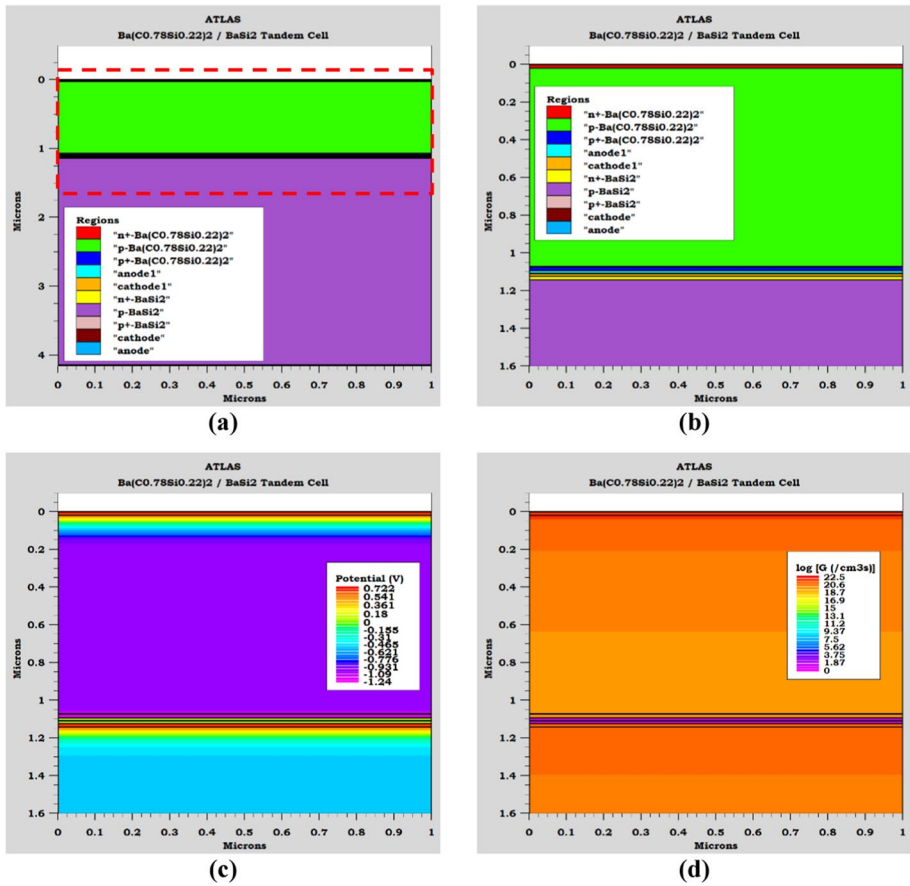 ATLAS
Ba(C0.78Si0.22)2 / BaSi2 Tandem Cell
0
1
2
3
4
Microns
Regions
"n+-Ba(C0.78Si0.22)2"
"p-Ba(C0.78Si0.22)2"
"p+-Ba(C0.78Si0.22)2"
"anode1"
"cathode1"
"n+-BaSi2"
"p-BaSi2"
"p+-BaSi2"
"cathode"
"anode"
0 0.1 0.2 0.3 0.4 0.5 0.6 0.7 0.8 0.9 1
Microns
(a)
ATLAS
Ba(C0.78Si0.22)2 / BaSi2 Tandem Cell
0
0.2
0.4
0.6
0.8
1
1.2
1.4
1.6
Microns
Regions
"n+-Ba(C0.78Si0.22)2"
"p-Ba(C0.78Si0.22)2"
"p+-Ba(C0.78Si0.22)2"
"anode1"
"cathode1"
"n+-BaSi2"
"p-BaSi2"
"p+-BaSi2"
"cathode"
"anode"
0 0.1 0.2 0.3 0.4 0.5 0.6 0.7 0.8 0.9 1
Microns
(b)
ATLAS
Ba(C0.78Si0.22)2 / BaSi2 Tandem Cell
0
0.2
0.4
0.6
0.8
1
1.2
1.4
1.6
Microns
Potential (V)
0.722
0.541
0.361
0.18
0
-0.155
-0.31
-0.465
-0.621
-0.776
-0.931
-1.09
-1.24
0 0.1 0.2 0.3 0.4 0.5 0.6 0.7 0.8 0.9 1
Microns
(c)
ATLAS
Ba(C0.78Si0.22)2 / BaSi2 Tandem Cell
0
0.2
0.4
0.6
0.8
1
1.2
1.4
1.6
Microns
log [G (/cm3s)]
22.5
20.6
18.7
16.9
15
13.1
11.2
9.37
7.5
5.62
3.75
1.87
0
0 0.1 0.2 0.3 0.4 0.5 0.6 0.7 0.8 0.9 1
Microns
(d)